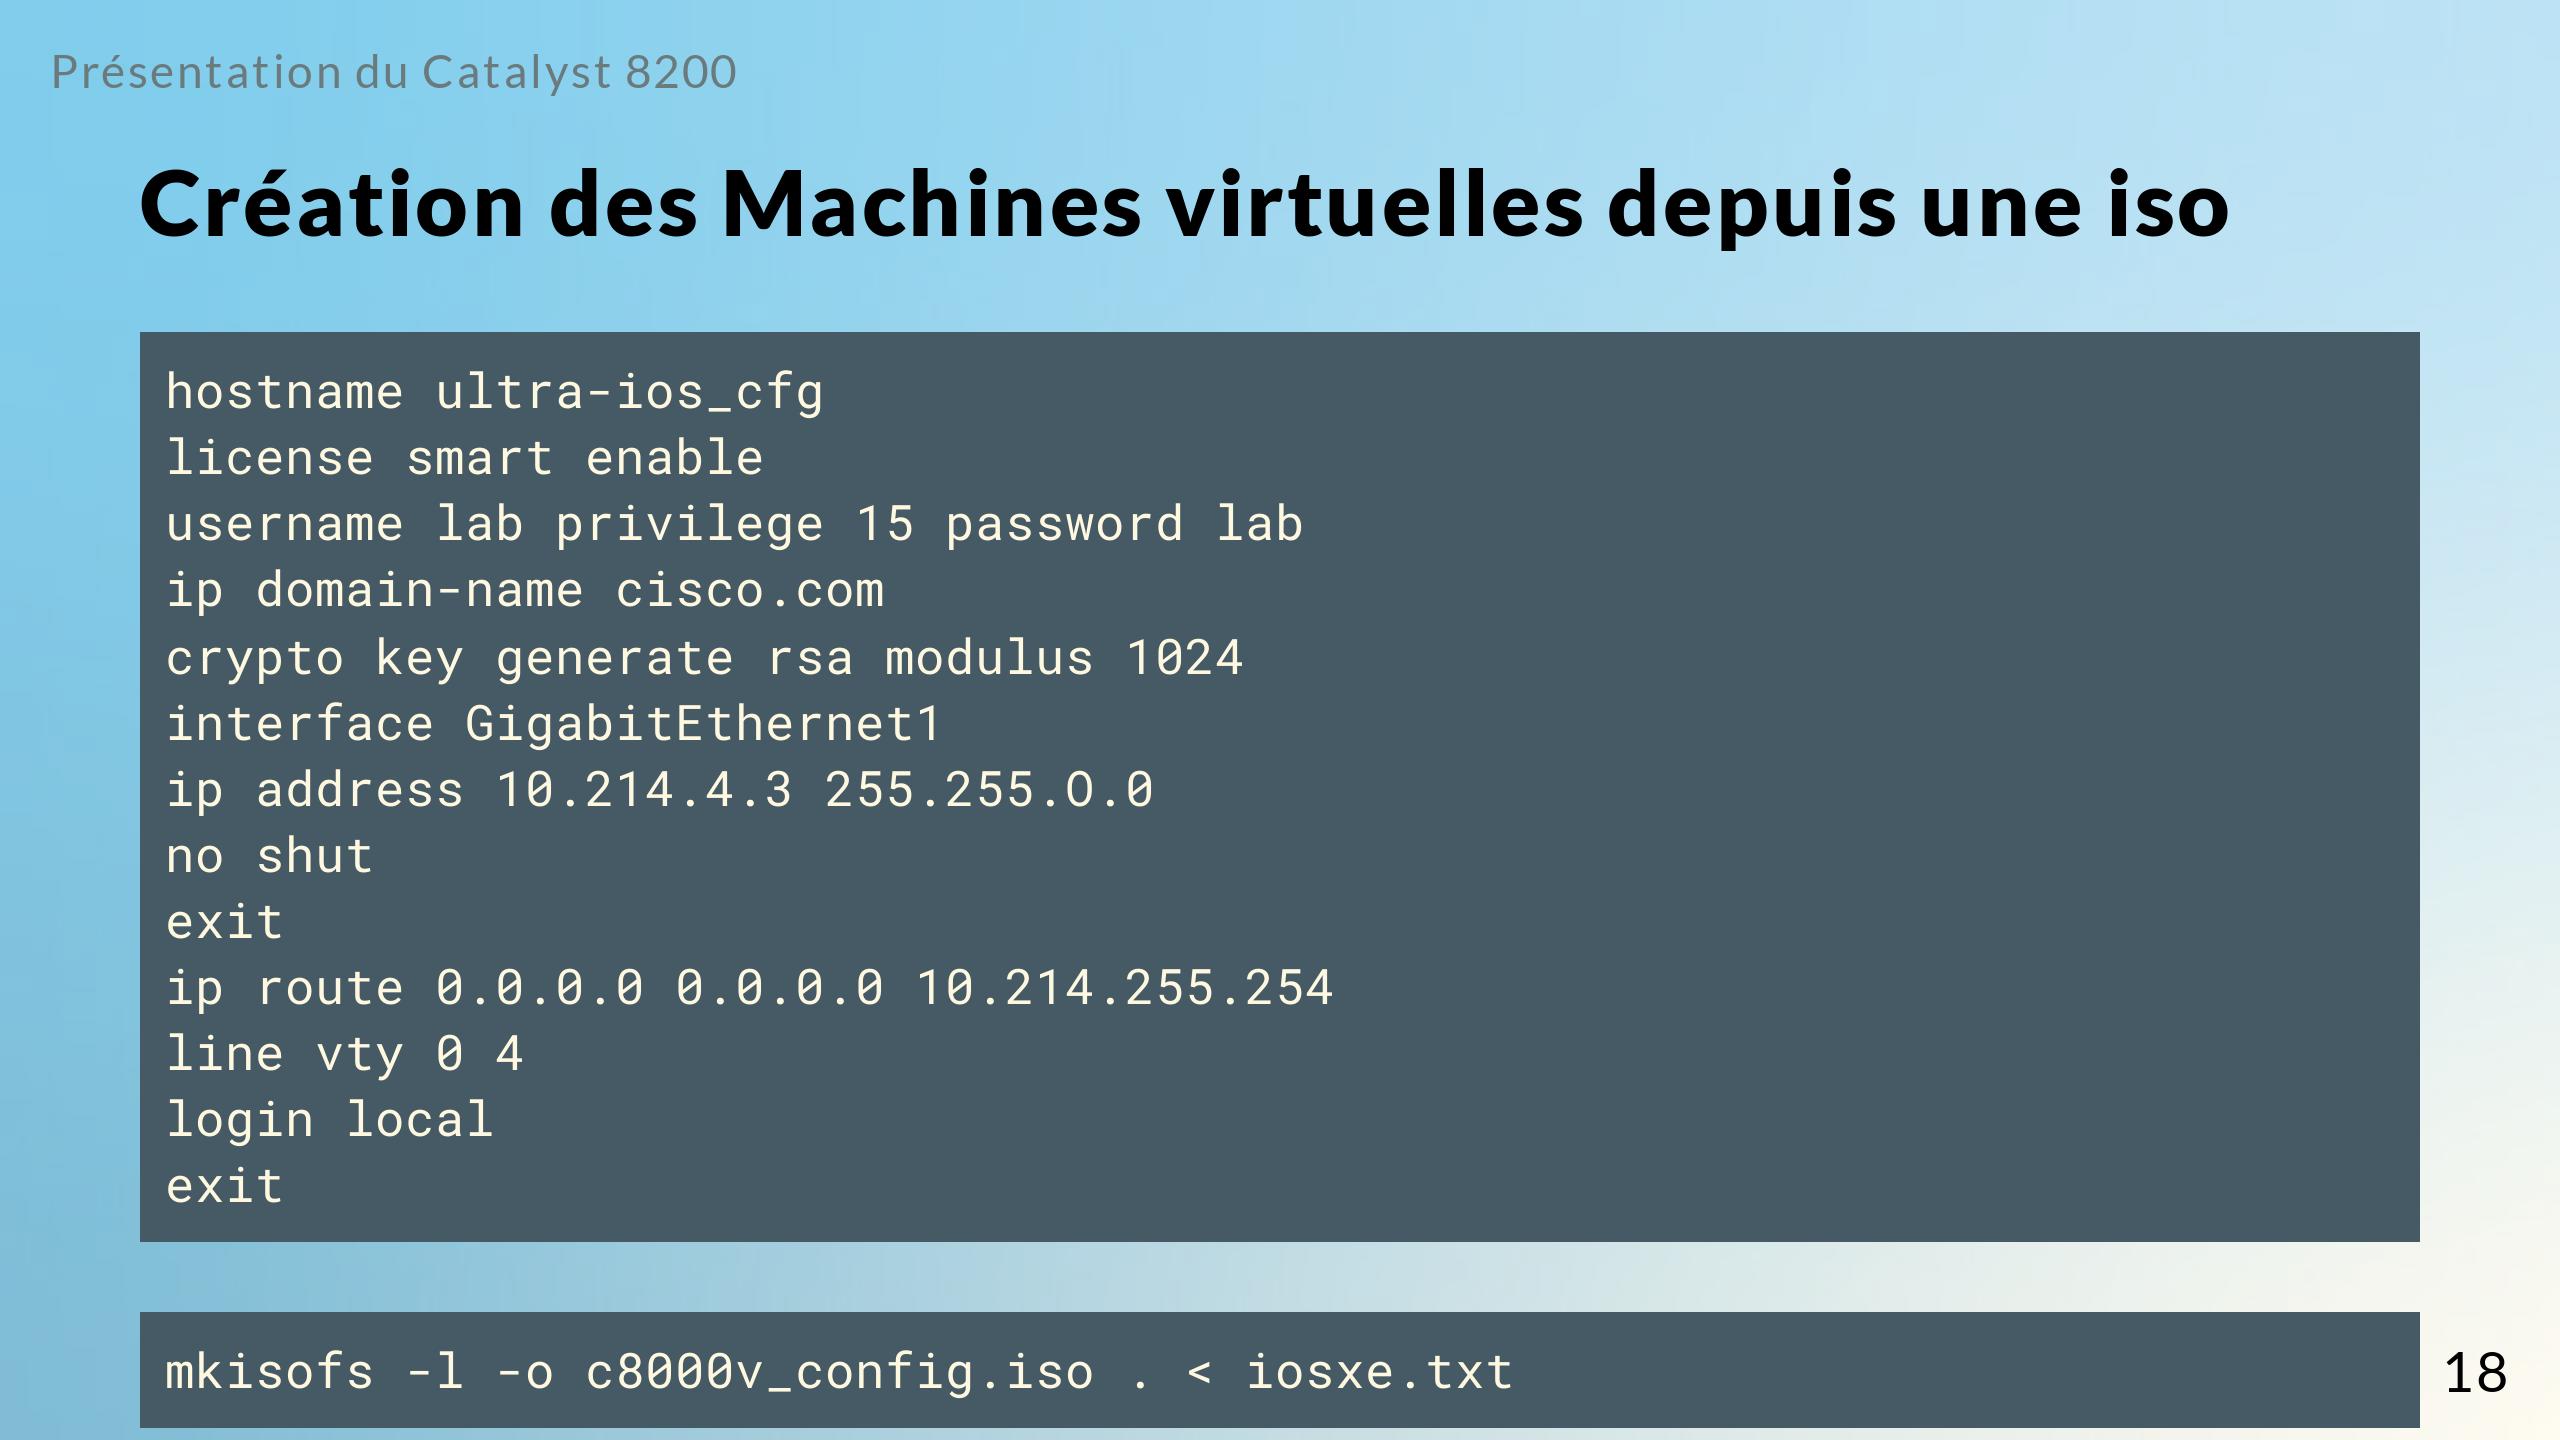 Présentation du Catalyst 8200
Création des Machines virtuelles depuis une iso
hostname ultra-ios_cfg
license smart enable
username lab privilege 15 password lab
ip domain-name cisco.com
crypto key generate rsa modulus 1024
interface GigabitEthernet1
ip address 10.214.4.3 255.255.O.0
no shut
exit
ip route 0.0.0.0 0.0.0.0 10.214.255.254
line vty 0 4
login local
exit
mkisofs -l -o c8000v_config.iso . < iosxe.txt
18